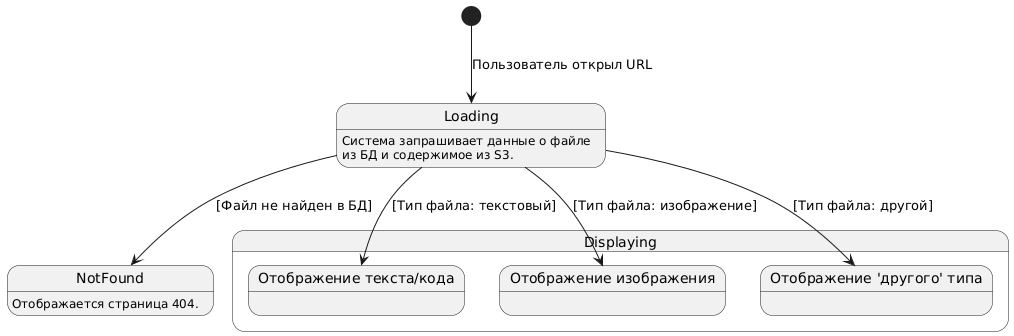 Пользователь открыл URL
Loading
Система запрашивает данные о файле
из БД и содержимое из S3.
[Файл не найден в БД]
[Тип файла: текстовый]
[Тип файла: изображение]
[Тип файла: другой]
Displaying
NotFound
Отображается страница 404.
Отображение текста/кода
Отображение изображения
Отображение 'другого' типа